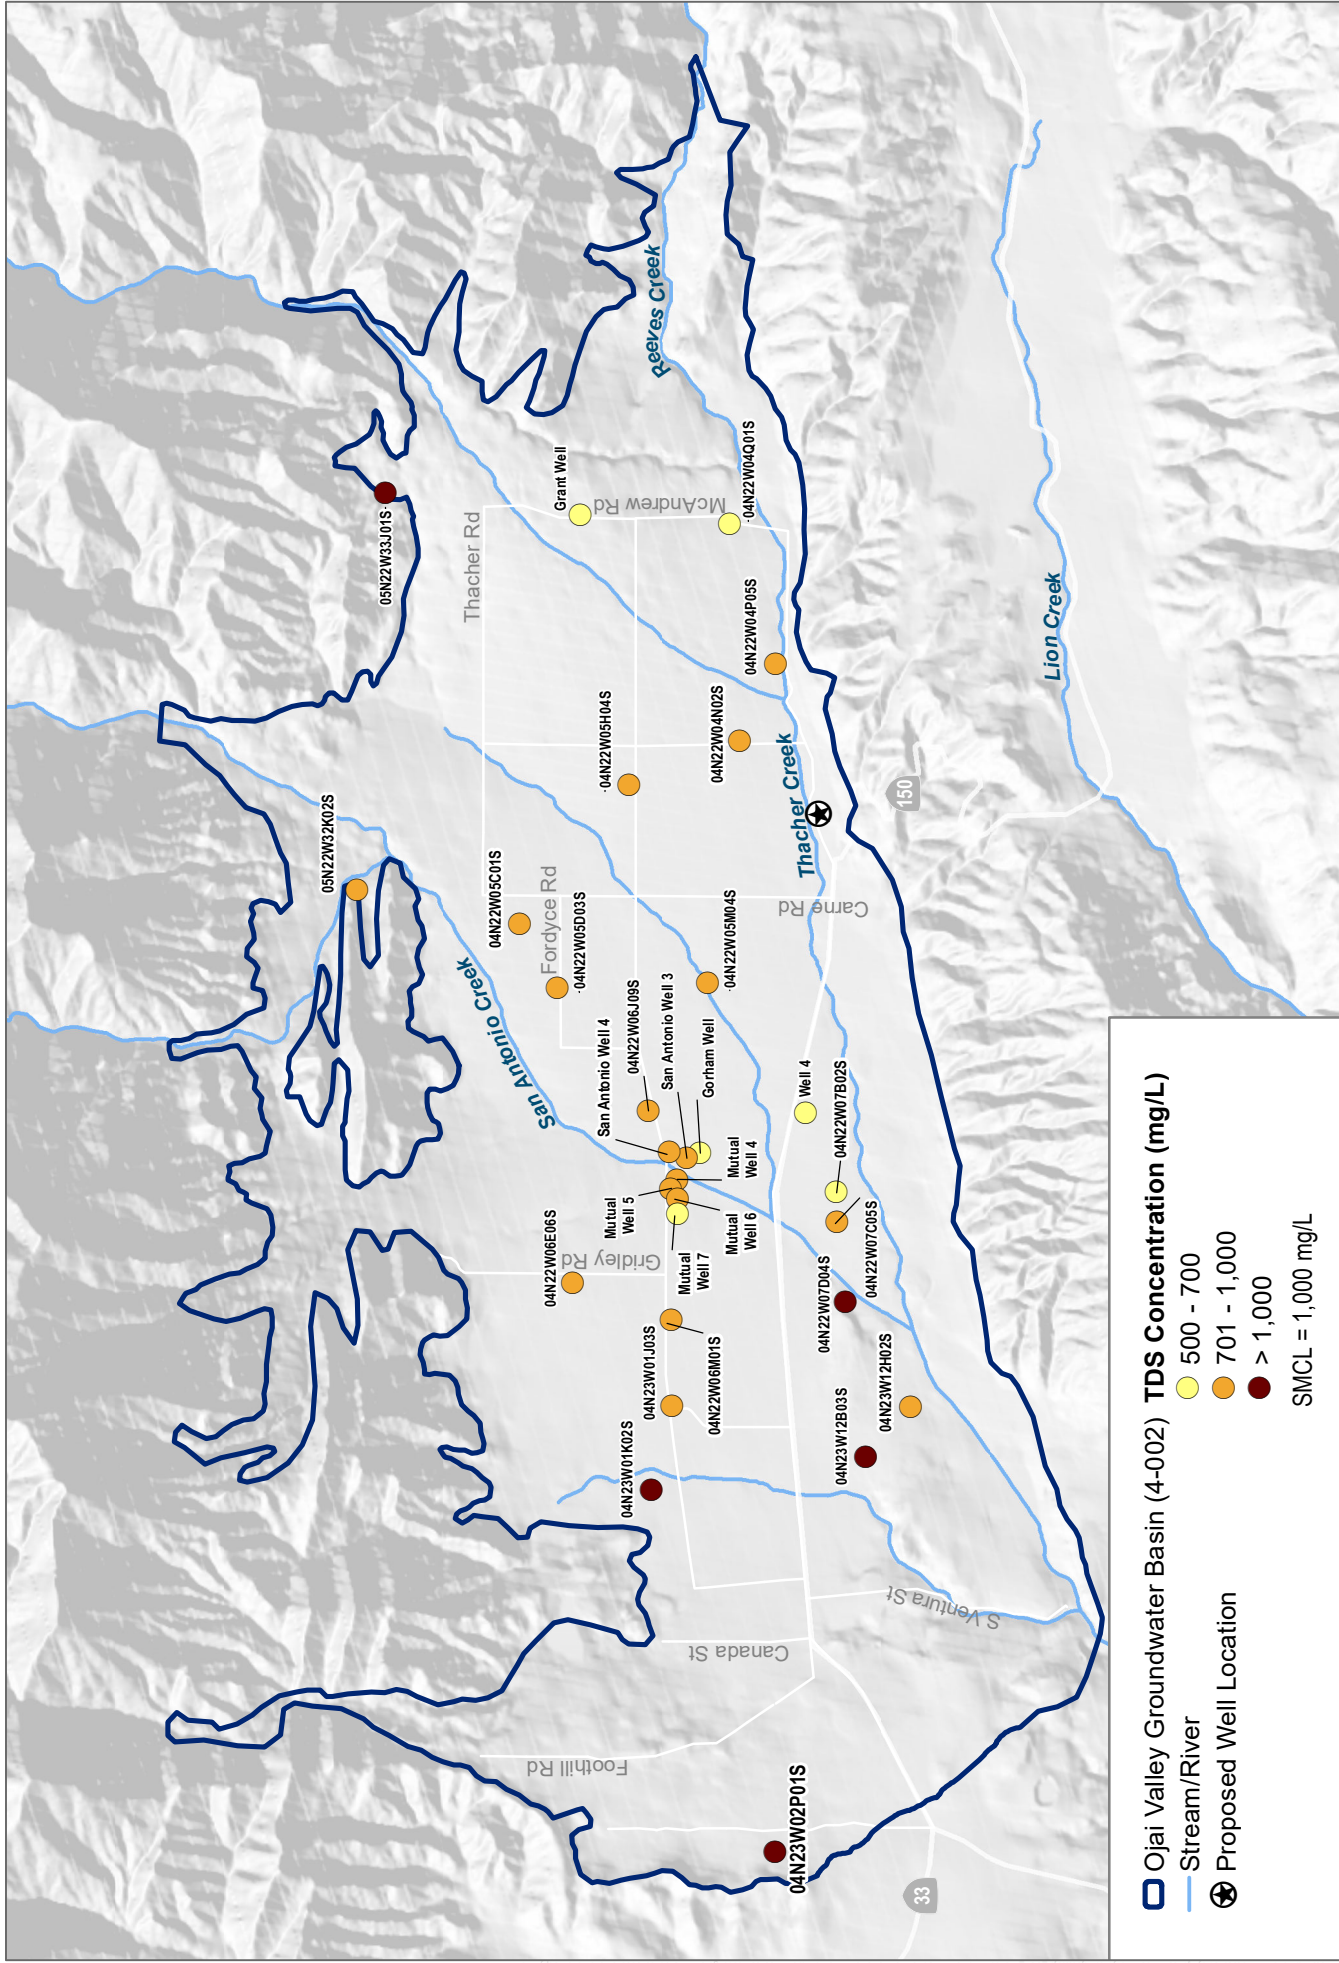 05N22W33J01S
05N22W32K02S
Thacher Rd
Grant Well
McAndrew Rd
04N22W04Q01S
Reeves Creek
04N22W04P05S
04N22W05H04S
04N22W04N02S
Thacher Creek
150
Lion Creek
04N22W05C01S
Fordyce Rd
04N22W05D03S
04N22W05M04S
Carne Rd
San Antonio Creek
San Antonio Well 4
04N22W06J09S
San Antonio Well 3
Gorham Well
Well 4
04N22W07B02S
Mutual
Well 5
Mutual
Well 4
Mutual
Well 6
Mutual
Well 7
04N22W06E06S
Gridley Rd
04N22W07D04S
04N22W07C05S
04N23W01J03S
04N22W06M01S
04N23W01K02S
04N23W12B03S
04N23W12H02S
S Ventura St
Canada St
Foothill Rd
04N23W02P01S
33
Ojai Valley Groundwater Basin (4-002)
Stream/River
Proposed Well Location
TDS Concentration (mg/L)
500 - 700
701 - 1,000
> 1,000
SMCL = 1,000 mg/L